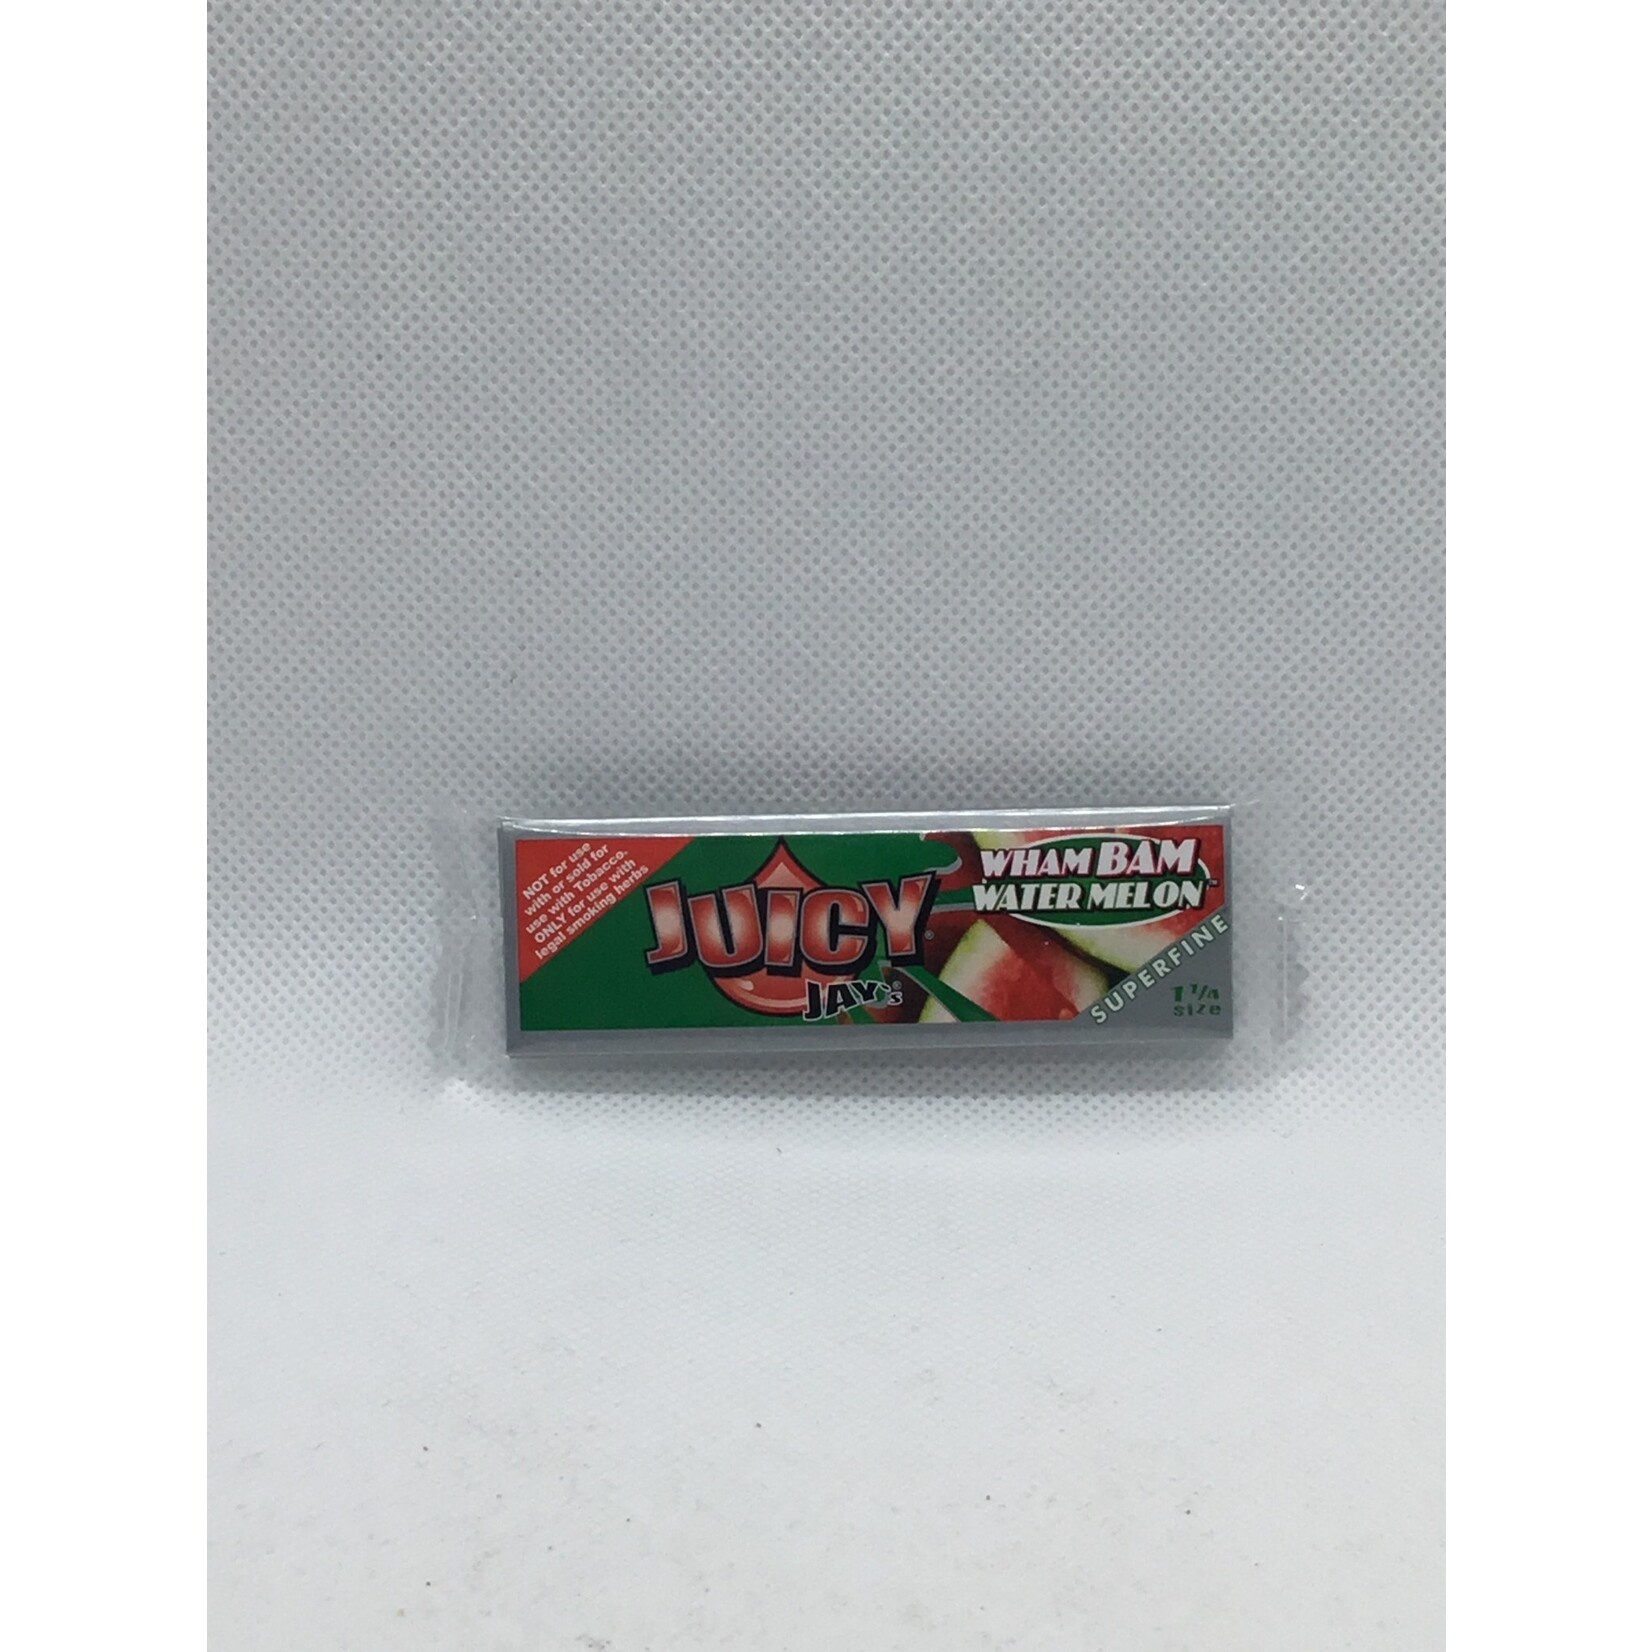 NOT for use
with or sold for
use with Tobacco.
ONLY for use with
legal smoking herbs
JUICY®
JAY'S®
WHAM BAM
WATER MELON™
SUPERFINE
1 1/4
size